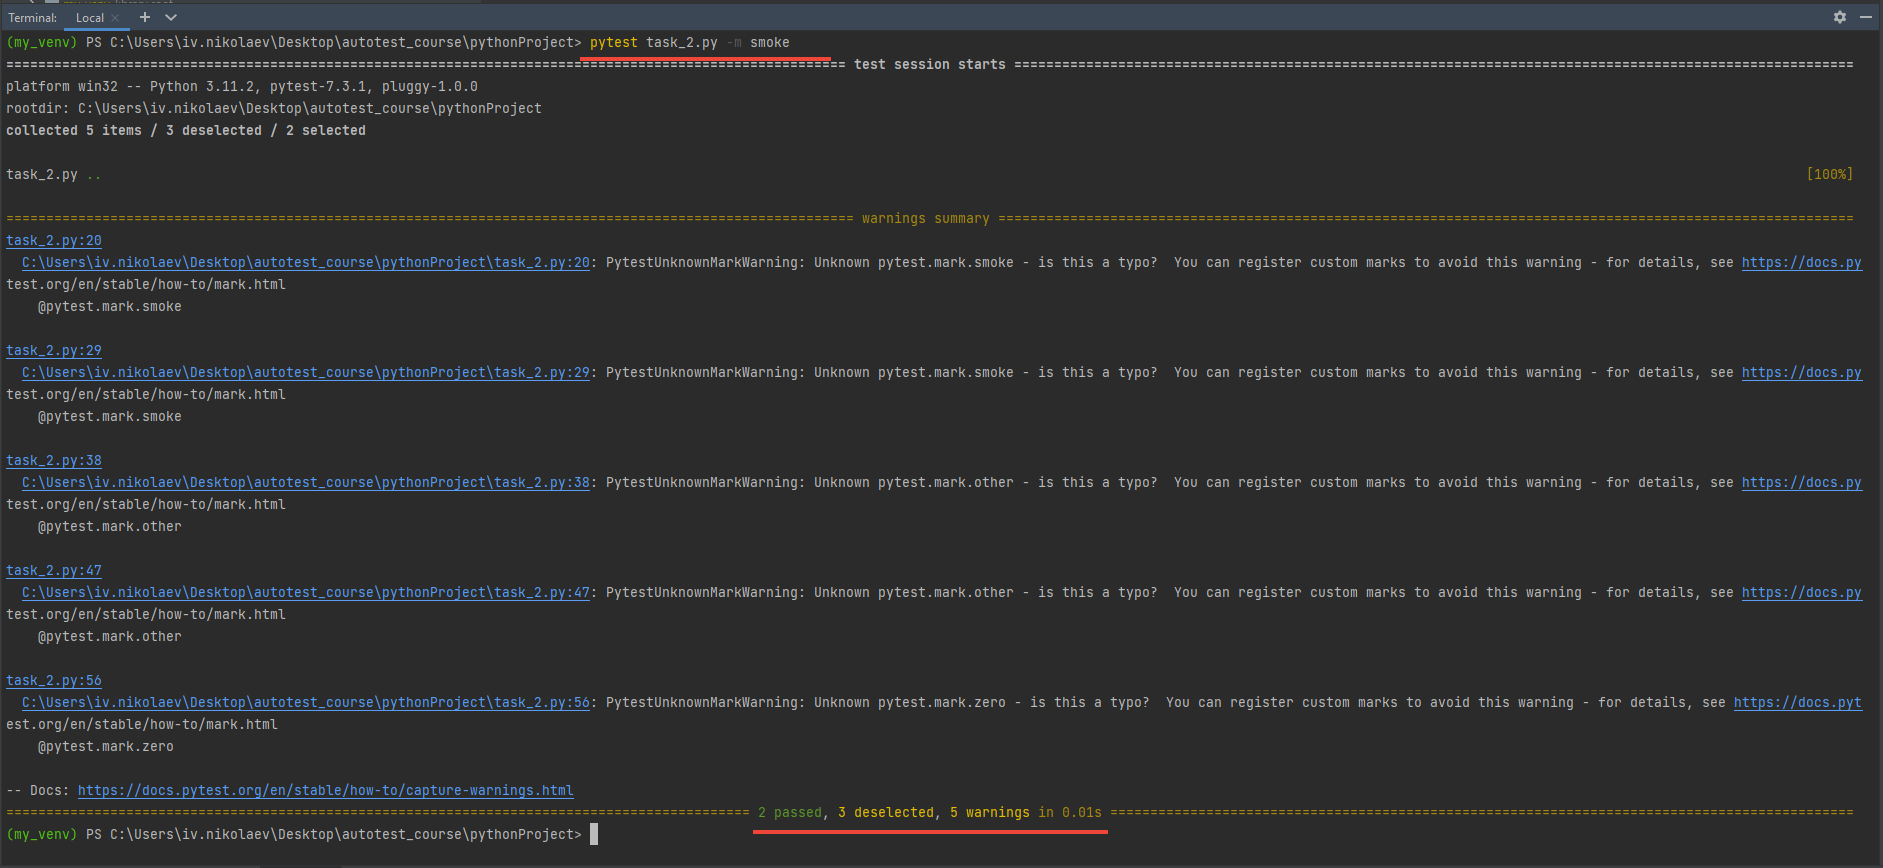 Terminal: Local × +
(my_venv) PS C:\Users\iv.nikolaev\Desktop\autotest_course\pythonProject> pytest task_2.py -m smoke
========================================================================================================= test session starts =========================================================================================================
platform win32 -- Python 3.11.2, pytest-7.3.1, pluggy-1.0.0
rootdir: C:\Users\iv.nikolaev\Desktop\autotest_course\pythonProject
collected 5 items / 3 deselected / 2 selected
task_2.py .. [100%]
========================================================================================================== warnings summary ===========================================================================================================
task_2.py:20
C:\Users\iv.nikolaev\Desktop\autotest_course\pythonProject\task_2.py:20: PytestUnknownMarkWarning: Unknown pytest.mark.smoke - is this a typo?  You can register custom marks to avoid this warning - for details, see https://docs.py
test.org/en/stable/how-to/mark.html
@pytest.mark.smoke
task_2.py:29
C:\Users\iv.nikolaev\Desktop\autotest_course\pythonProject\task_2.py:29: PytestUnknownMarkWarning: Unknown pytest.mark.smoke - is this a typo?  You can register custom marks to avoid this warning - for details, see https://docs.py
test.org/en/stable/how-to/mark.html
@pytest.mark.smoke
task_2.py:38
C:\Users\iv.nikolaev\Desktop\autotest_course\pythonProject\task_2.py:38: PytestUnknownMarkWarning: Unknown pytest.mark.other - is this a typo?  You can register custom marks to avoid this warning - for details, see https://docs.py
test.org/en/stable/how-to/mark.html
@pytest.mark.other
task_2.py:47
C:\Users\iv.nikolaev\Desktop\autotest_course\pythonProject\task_2.py:47: PytestUnknownMarkWarning: Unknown pytest.mark.other - is this a typo?  You can register custom marks to avoid this warning - for details, see https://docs.py
test.org/en/stable/how-to/mark.html
@pytest.mark.other
task_2.py:56
C:\Users\iv.nikolaev\Desktop\autotest_course\pythonProject\task_2.py:56: PytestUnknownMarkWarning: Unknown pytest.mark.zero - is this a typo?  You can register custom marks to avoid this warning - for details, see https://docs.pyt
est.org/en/stable/how-to/mark.html
@pytest.mark.zero
-- Docs: https://docs.pytest.org/en/stable/how-to/capture-warnings.html
============================================================================================= 2 passed, 3 deselected, 5 warnings in 0.01s =============================================================================================
(my_venv) PS C:\Users\iv.nikolaev\Desktop\autotest_course\pythonProject>